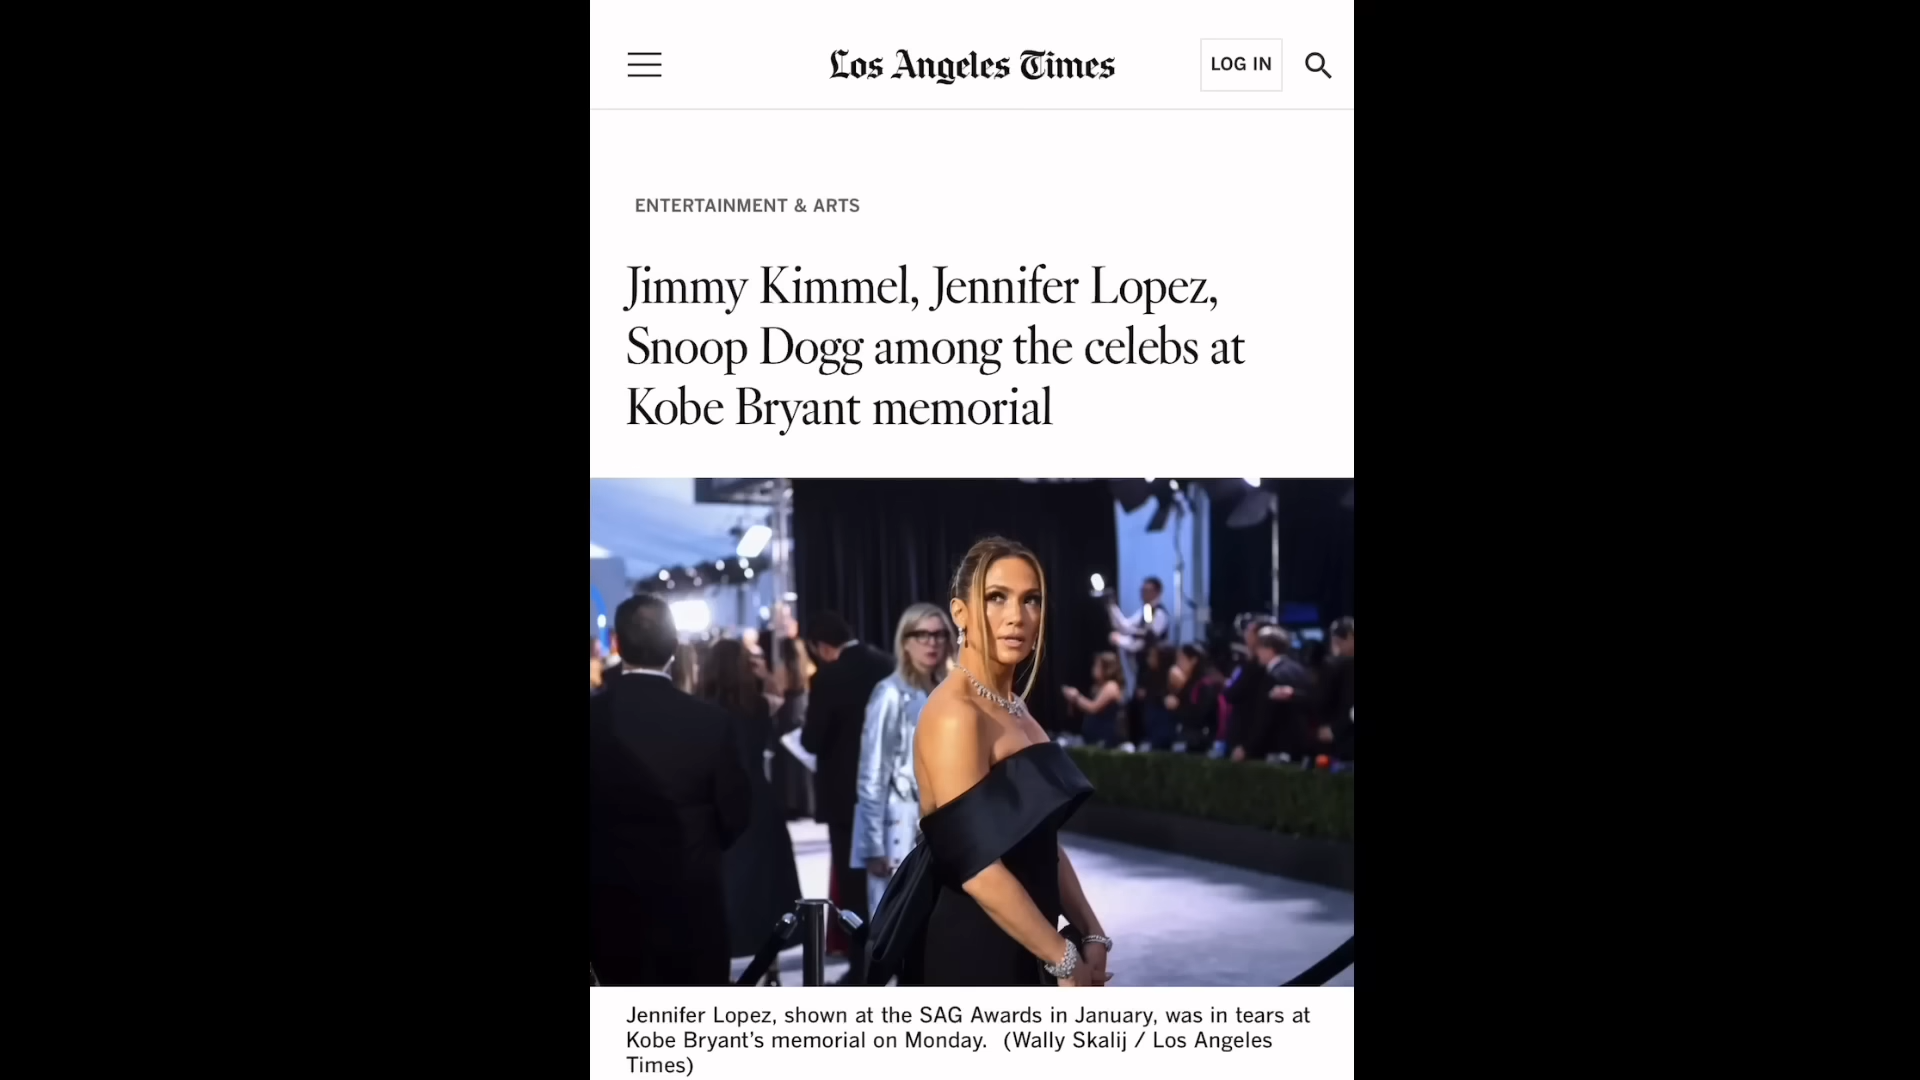 Los Angeles Times
LOG IN
ENTERTAINMENT & ARTS
Jimmy Kimmel, Jennifer Lopez,
Snoop Dogg among the celebs at
Kobe Bryant memorial
Jennifer Lopez, shown at the SAG Awards in January, was in tears at
Kobe Bryant’s memorial on Monday.  (Wally Skalij / Los Angeles
Times)